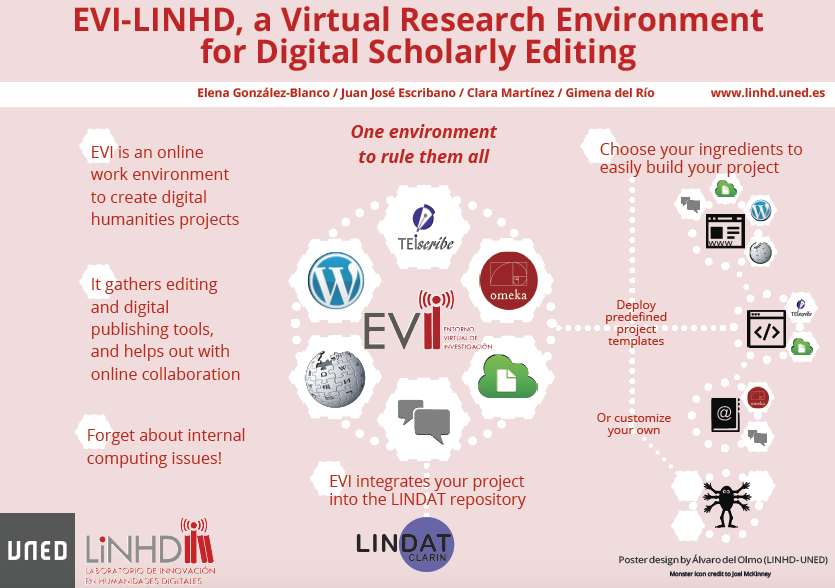 EVI-LINHD, a Virtual Research Environment
for Digital Scholarly Editing
Elena González-Blanco / Juan José Escribano / Clara Martínez / Gimena del Río
www.linhd.uned.es
EVI is an online
work environment
to create digital
humanities projects
It gathers editing
and digital
publishing tools,
and helps out with
online collaboration
Forget about internal
computing issues!
One environment
to rule them all
TEIscribe
W
omeka
EVI
ENTORNO
VIRTUAL DE
INVESTIGACIÓN
EVI integrates your project
into the LINDAT repository
LINDAT
CLARIN
Choose your ingredients to
easily build your project
WWW
W
Deploy
predefined
project
templates
</>
TEIscribe
Or customize
your own
@
omeka
UNED
LiNHD
LABORATORIO DE INNOVACIÓN
EN HUMANIDADES DIGITALES
Poster design by Álvaro del Olmo (LINHD-UNED)
Monster icon credit to Joel McKinney